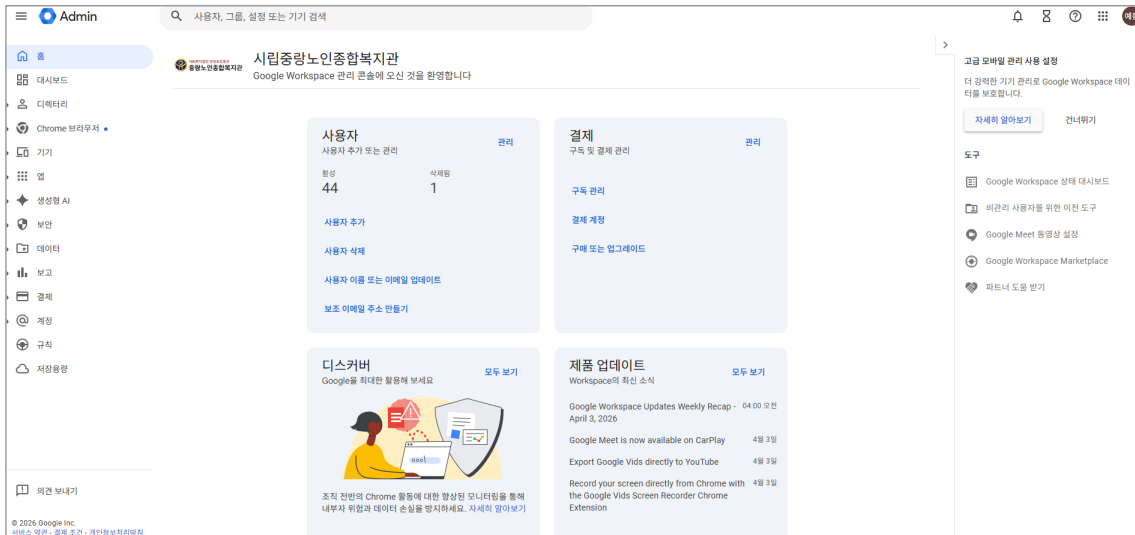 Admin
사용자, 그룹, 설정 또는 기기 검색
홈
대시보드
디렉터리
Chrome 브라우저
기기
앱
생성형 AI
보안
데이터
보고
결제
계정
규칙
저장용량
의견 보내기
© 2026 Google Inc.
서비스 약관 - 결제 조건 - 개인정보처리방침
중랑노인종합복지관
시립중랑노인종합복지관
Google Workspace 관리 콘솔에 오신 것을 환영합니다
사용자
사용자 추가 또는 관리
관리
활성
삭제됨
44
1
사용자 추가
사용자 삭제
사용자 이름 또는 이메일 업데이트
보조 이메일 주소 만들기
결제
구독 및 결제 관리
관리
구독 관리
결제 계정
구매 또는 업그레이드
디스커버
Google을 최대한 활용해 보세요
모두 보기
조직 전반의 Chrome 활동에 대한 향상된 모니터링을 통해
내부자 위험과 데이터 손실을 방지하세요. 자세히 알아보기
제품 업데이트
Workspace의 최신 소식
모두 보기
Google Workspace Updates Weekly Recap - 04:00 오전
April 3, 2026
Google Meet is now available on CarPlay 4월 3일
Export Google Vids directly to YouTube 4월 3일
Record your screen directly from Chrome with 4월 3일
the Google Vids Screen Recorder Chrome
Extension
고급 모바일 관리 사용 설정
더 강력한 기기 관리로 Google Workspace 데이
터를 보호합니다.
자세히 알아보기
건너뛰기
도구
Google Workspace 상태 대시보드
비관리 사용자를 위한 이전 도구
Google Meet 동영상 설정
Google Workspace Marketplace
파트너 도움 받기